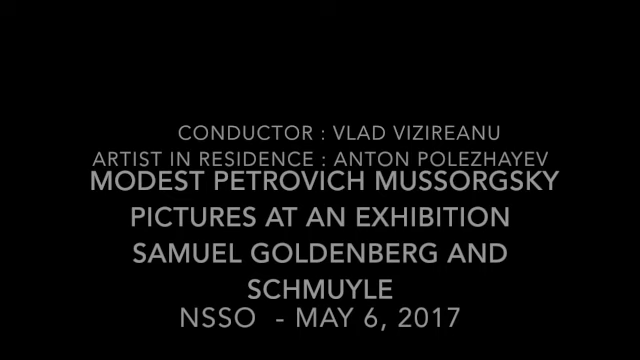 CONDUCTOR : VLAD VIZIREANU
ARTIST IN RESIDENCE : ANTON POLEZHAYEV
MODEST PETROVICH MUSSORGSKY
PICTURES AT AN EXHIBITION
SAMUEL GOLDENBERG AND
SCHMUYLE
NSSO - MAY 6, 2017